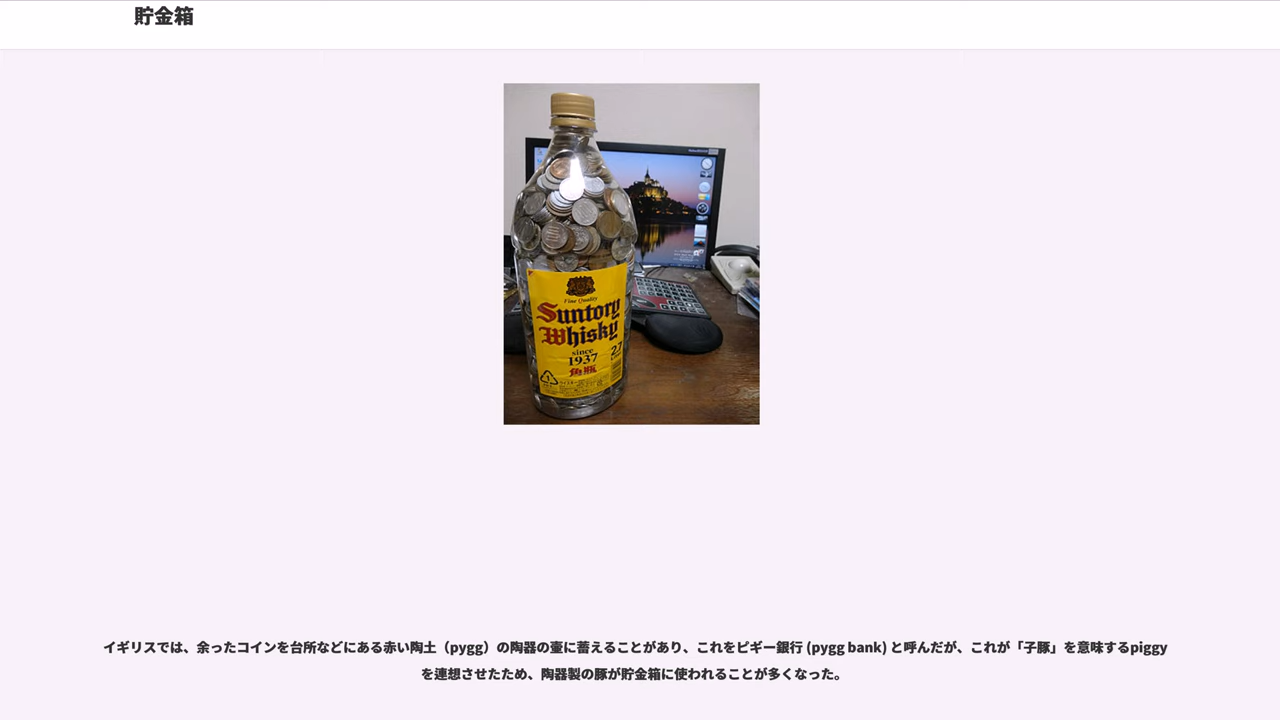 貯金箱
Fine Quality
Suntory
Whisky
since
1937
2.7
角瓶
イギリスでは、余ったコインを台所などにある赤い陶土（pygg）の陶器の壷に蓄えることがあり、これをピギー銀行 (pygg bank) と呼んだが、これが「子豚」を意味するpiggy
を連想させたため、陶器製の豚が貯金箱に使われることが多くなった。